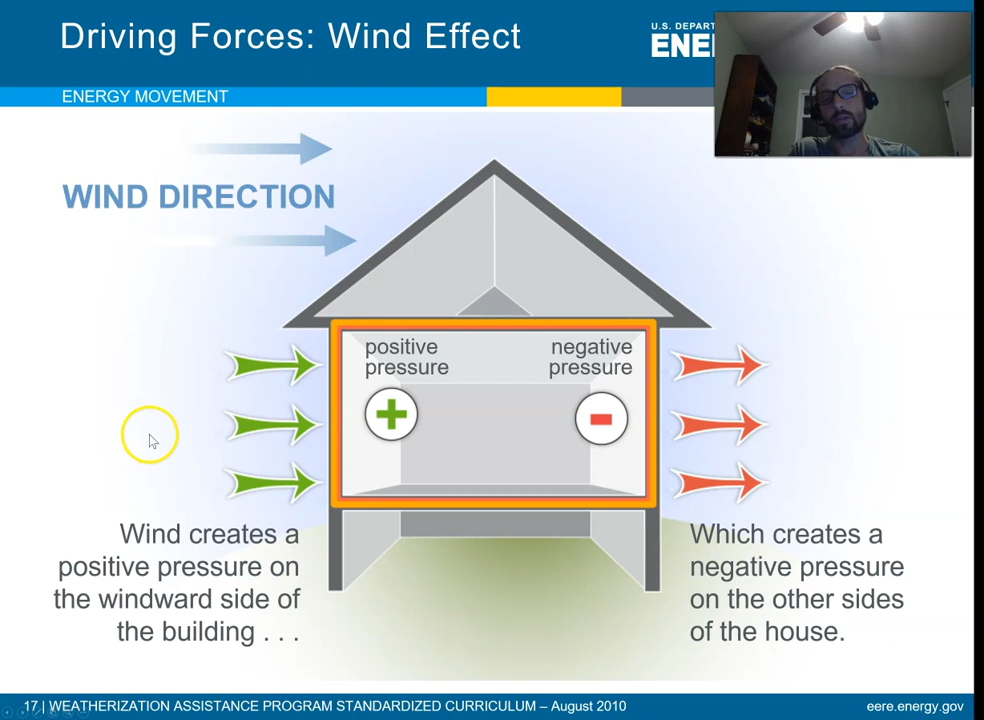 Driving Forces: Wind Effect
U.S. DEPART
ENE
ENERGY MOVEMENT
WIND DIRECTION
positive
pressure
negative
pressure
Wind creates a
positive pressure on
the windward side of
the building . . .
Which creates a
negative pressure
on the other sides
of the house.
17 | WEATHERIZATION ASSISTANCE PROGRAM STANDARDIZED CURRICULUM – August 2010
eere.energy.gov